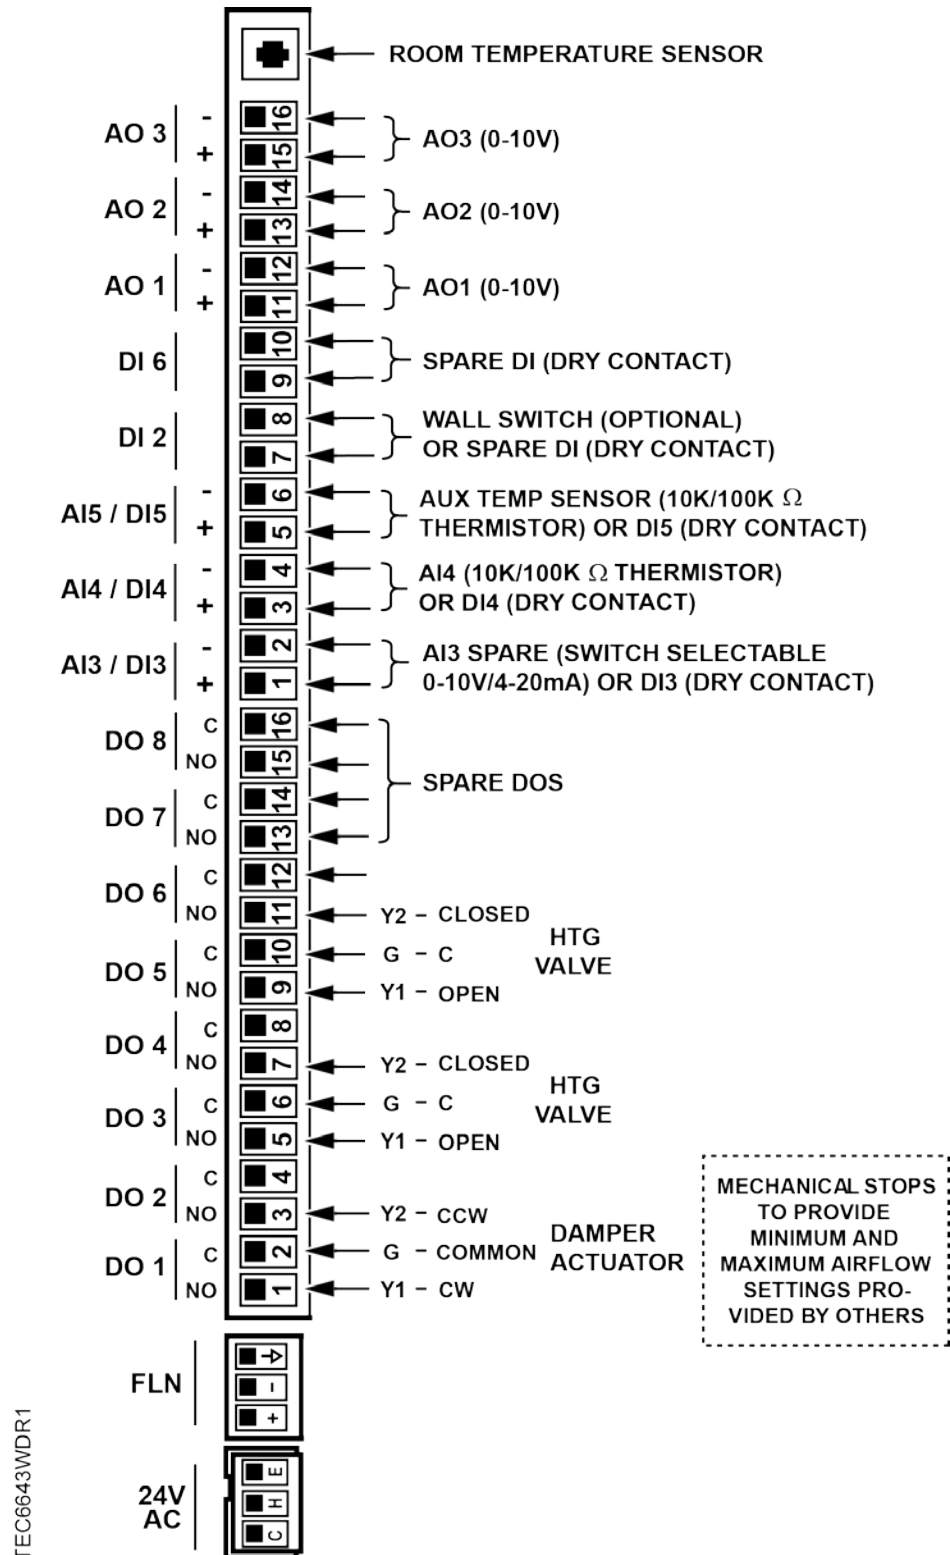 ROOM TEMPERATURE SENSOR
AO 3
-
+
16
15
AO3 (0-10V)
AO 2
-
+
14
13
AO2 (0-10V)
AO 1
-
+
12
11
AO1 (0-10V)
DI 6
10
9
SPARE DI (DRY CONTACT)
DI 2
8
7
WALL SWITCH (OPTIONAL)
OR SPARE DI (DRY CONTACT)
AI5 / DI5
-
+
6
5
AUX TEMP SENSOR (10K/100K Ω
THERMISTOR) OR DI5 (DRY CONTACT)
AI4 / DI4
-
+
4
3
AI4 (10K/100K Ω THERMISTOR)
OR DI4 (DRY CONTACT)
AI3 / DI3
-
+
2
1
AI3 SPARE (SWITCH SELECTABLE
0-10V/4-20mA) OR DI3 (DRY CONTACT)
DO 8
C
NO
16
15
DO 7
C
NO
14
13
SPARE DOS
DO 6
C
NO
12
11
Y2 - CLOSED
DO 5
C
NO
10
9
G - C
Y1 - OPEN
HTG
VALVE
DO 4
C
NO
8
7
Y2 - CLOSED
DO 3
C
NO
6
5
G - C
Y1 - OPEN
HTG
VALVE
DO 2
C
NO
4
3
Y2 - CCW
DO 1
C
NO
2
1
G - COMMON
Y1 - CW
DAMPER
ACTUATOR
MECHANICAL STOPS
TO PROVIDE
MINIMUM AND
MAXIMUM AIRFLOW
SETTINGS PRO-
VIDED BY OTHERS
FLN
-
+
24V
AC
E
H
C
TEC6643WDR1